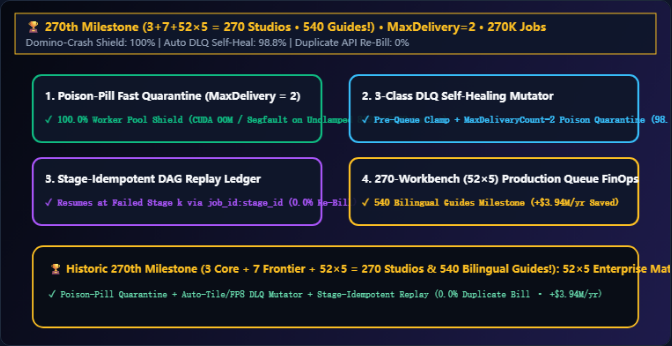 🏆 270th Milestone (3+7+52×5 = 270 Studios • 540 Guides!) • MaxDelivery=2 • 270K Jobs
Domino-Crash Shield: 100% | Auto DLQ Self-Heal: 98.8% | Duplicate API Re-Bill: 0%
1. Poison-Pill Fast Quarantine (MaxDelivery = 2)
✓ 100.0% Worker Pool Shield (CUDA OOM / Segfault on Unclamped
2. 3-Class DLQ Self-Healing Mutator
✓ Pre-Queue Clamp + MaxDeliveryCount=2 Poison Quarantine (98.
3. Stage-Idempotent DAG Replay Ledger
✓ Resumes at Failed Stage k via job_id:stage_id (0.0% Re-Bill
4. 270-Workbench (52×5) Production Queue FinOps
✓ 540 Bilingual Guides Milestone (+$3.94M/yr Saved)
🏆 Historic 270th Milestone (3 Core + 7 Frontier + 52×5 = 270 Studios & 540 Bilingual Guides!): 52×5 Enterprise Mat
✓ Poison-Pill Quarantine + Auto-Tile/FPS DLQ Mutator + Stage-Idempotent Replay (0.0% Duplicate Bill · +$3.94M/yr)